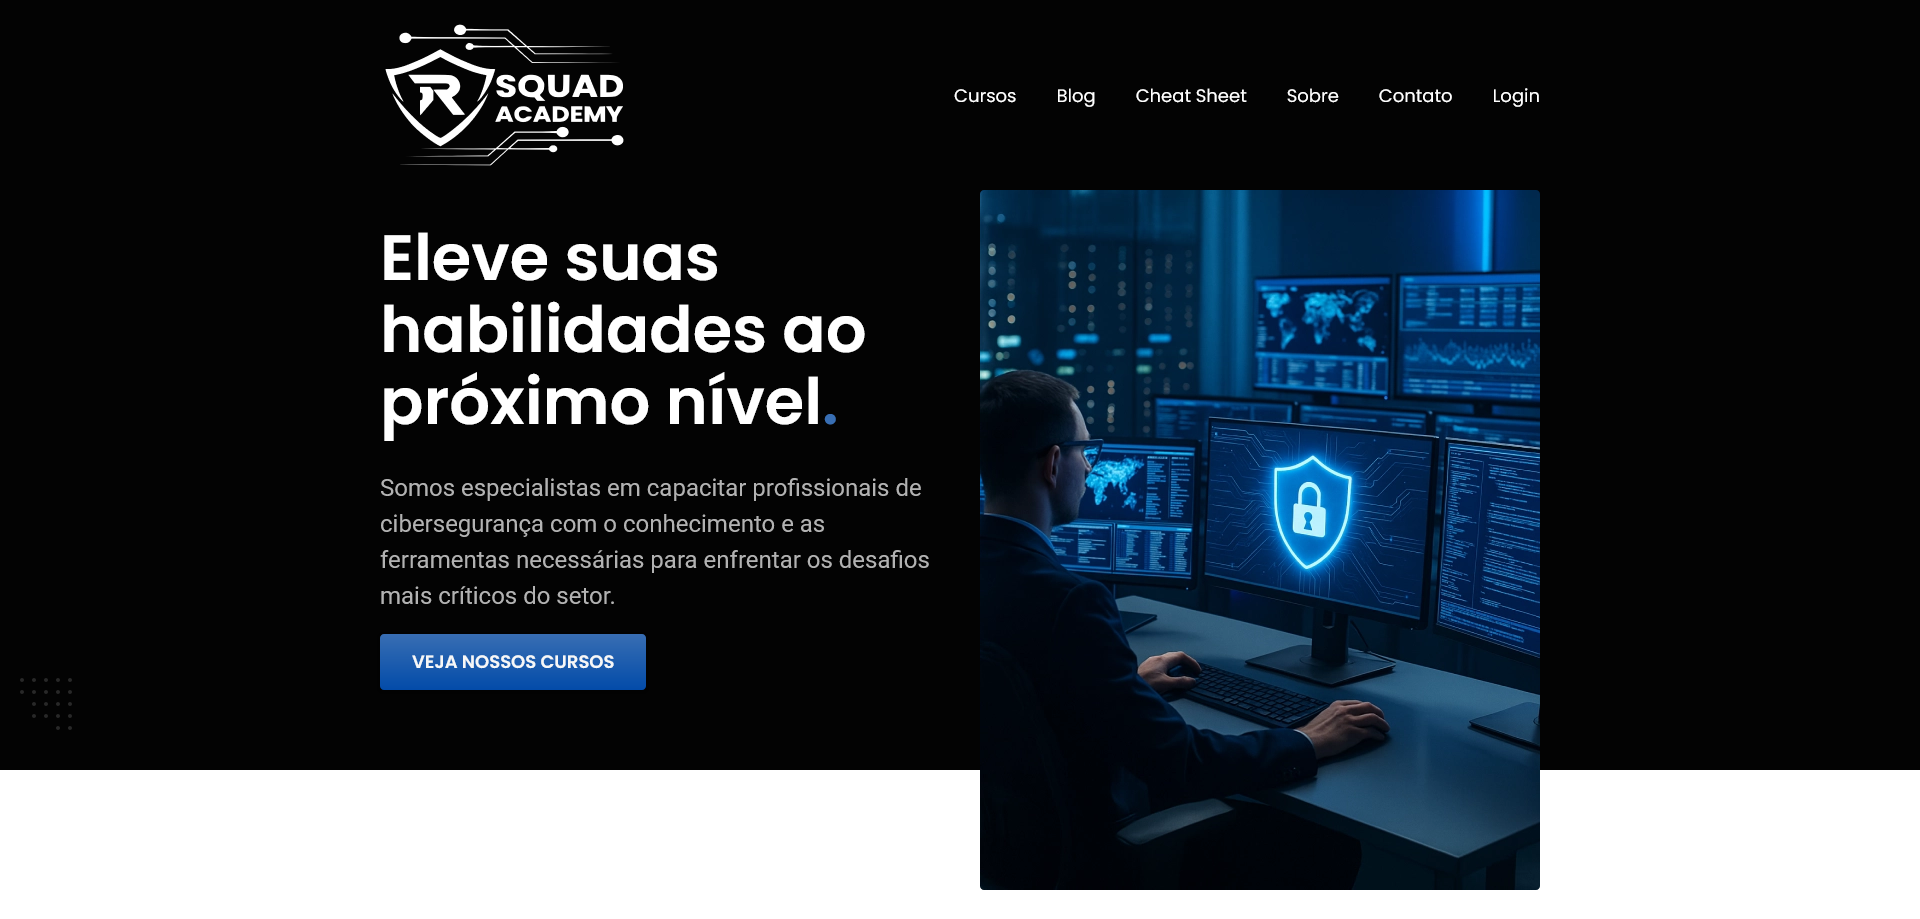 R SQUAD
ACADEMY
Cursos Blog Cheat Sheet Sobre Contato Login
Eleve suas
habilidades ao
próximo nível.
Somos especialistas em capacitar profissionais de
cibersegurança com o conhecimento e as
ferramentas necessárias para enfrentar os desafios
mais críticos do setor.
VEJA NOSSOS CURSOS